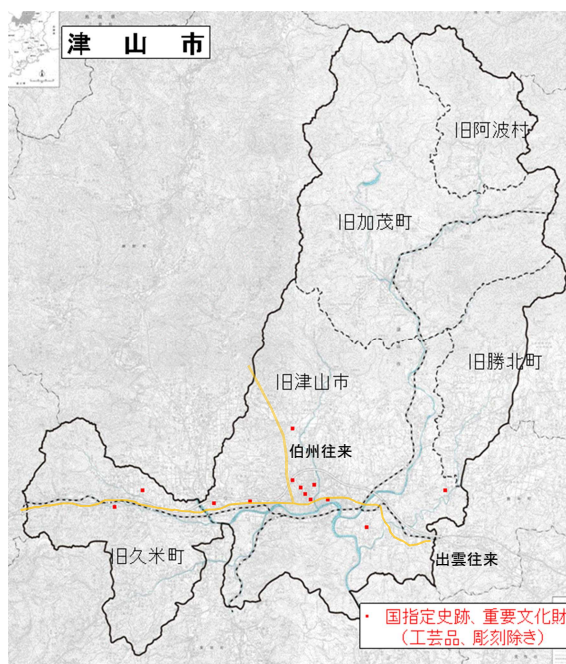 津山市
旧阿波村
旧加茂町
旧勝北町
旧津山市
伯州往来
旧久米町
出雲往来
・ 国指定史跡、重要文化財
（工芸品、彫刻除き）